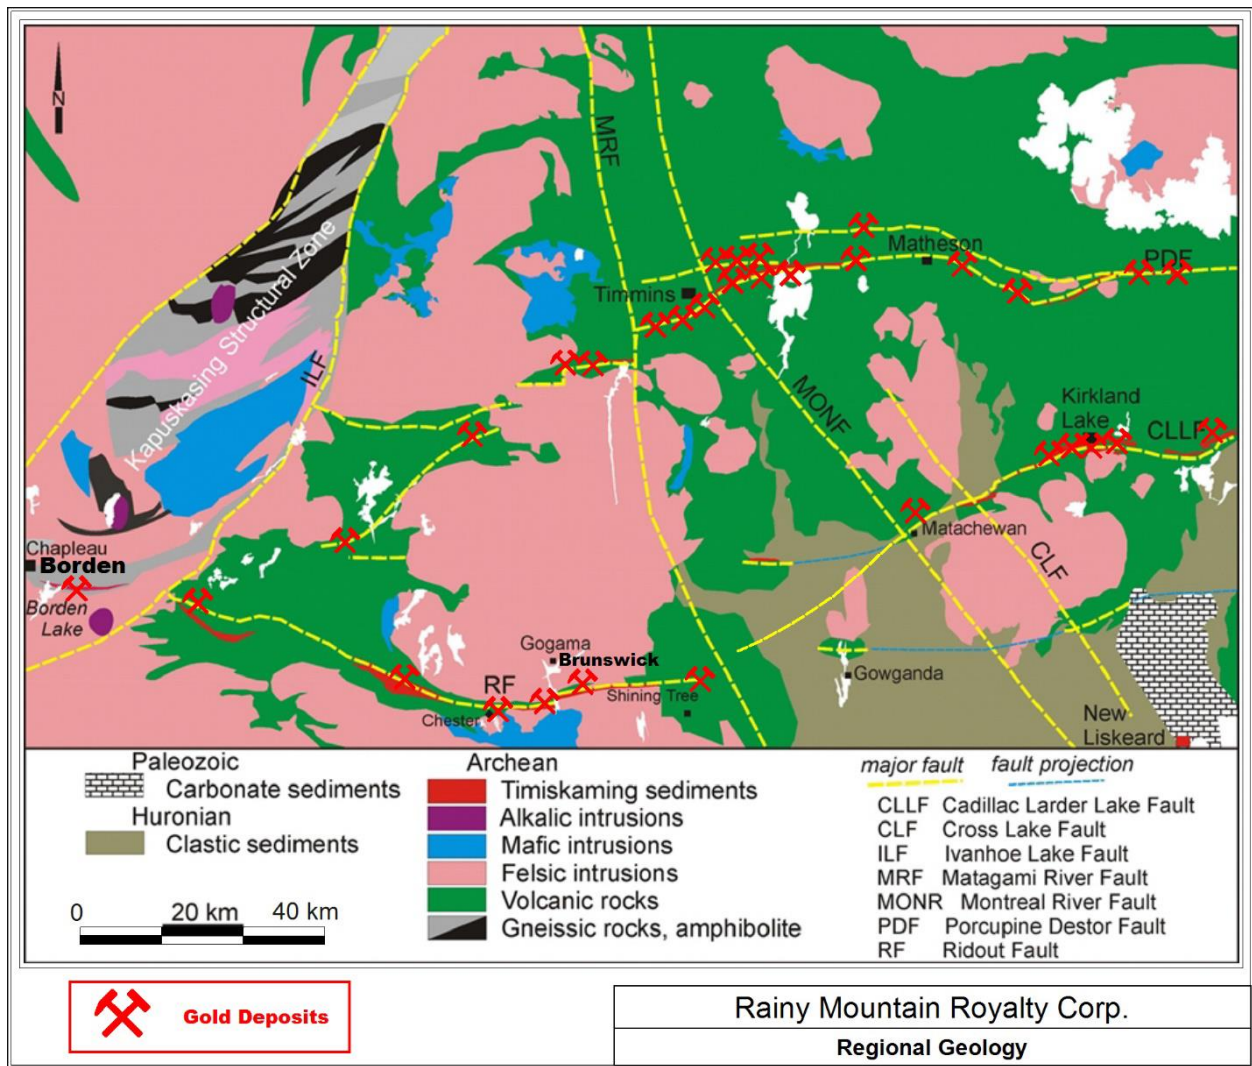 N
MRF
Matheson
PDF
Timmins
Kapuskasing Structural Zone
ILF
MONF
Kirkland
Lake
CLLF
Matachewan
CLF
Chapleau
Borden
Borden
Lake
Gogama
Brunswick
RF
Chester
Shining Tree
Gowganda
New
Liskeard
Paleozoic
Carbonate sediments
Huronian
Clastic sediments
0 20 km 40 km
Archean
Timiskaming sediments
Alkalic intrusions
Mafic intrusions
Felsic intrusions
Volcanic rocks
Gneissic rocks, amphibolite
major fault fault projection
CLLF Cadillac Larder Lake Fault
CLF Cross Lake Fault
ILF Ivanhoe Lake Fault
MRF Matagami River Fault
MONR Montreal River Fault
PDF Porcupine Destor Fault
RF Ridout Fault
Gold Deposits
Rainy Mountain Royalty Corp.
Regional Geology